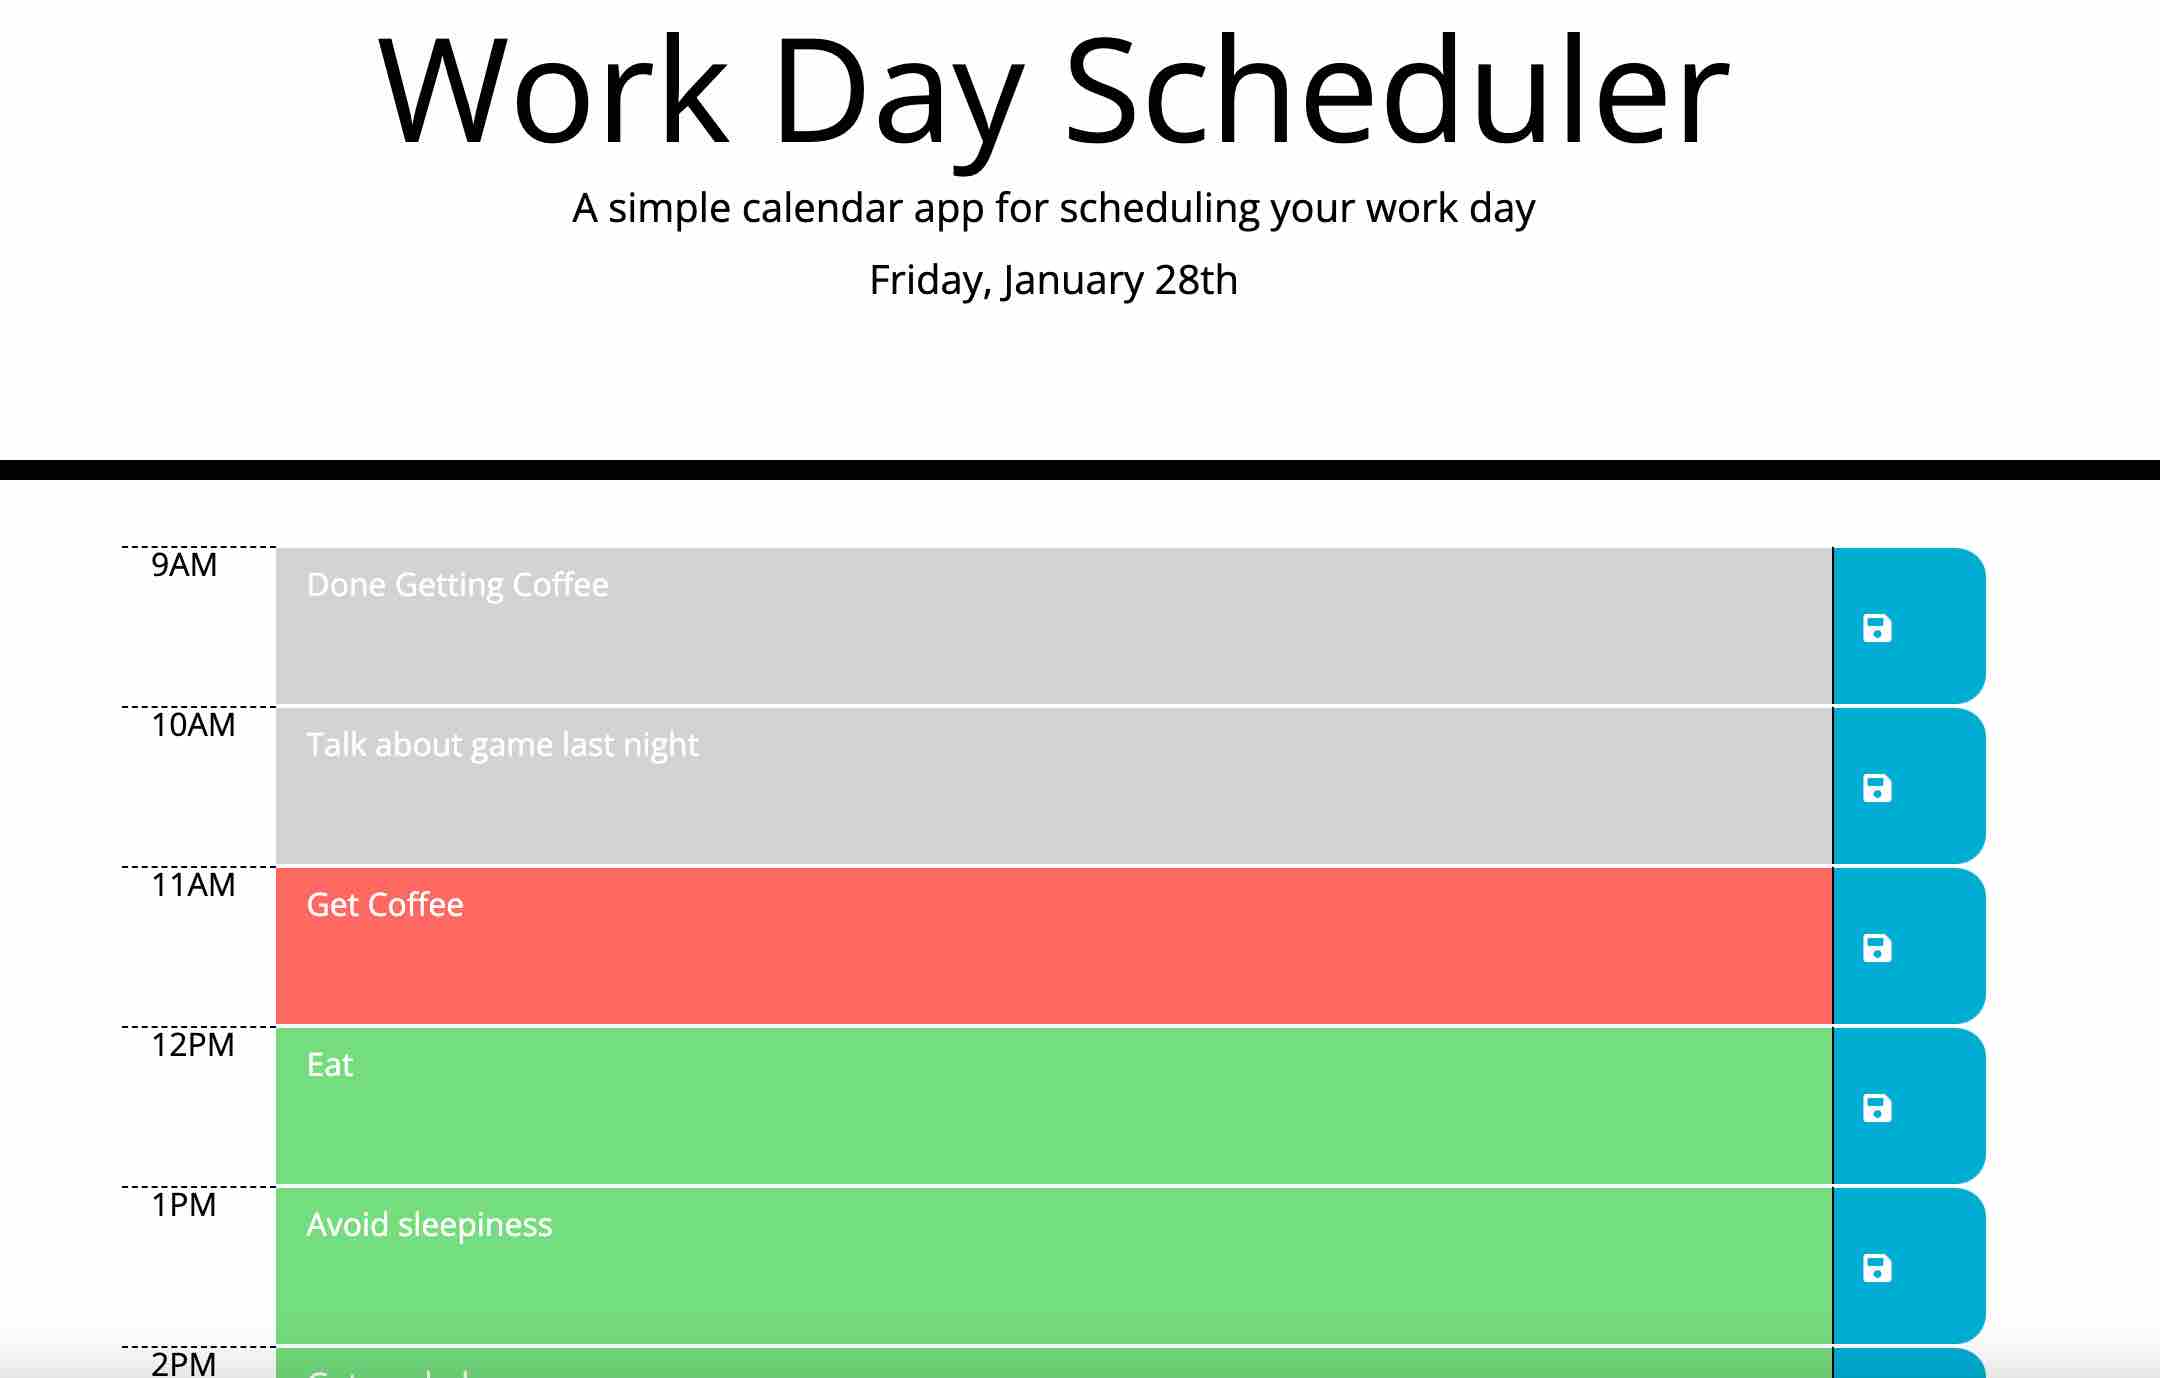 Work Day Scheduler
A simple calendar app for scheduling your work day
Friday, January 28th
9AM
Done Getting Coffee
10AM
Talk about game last night
11AM
Get Coffee
12PM
Eat
1PM
Avoid sleepiness
2PM